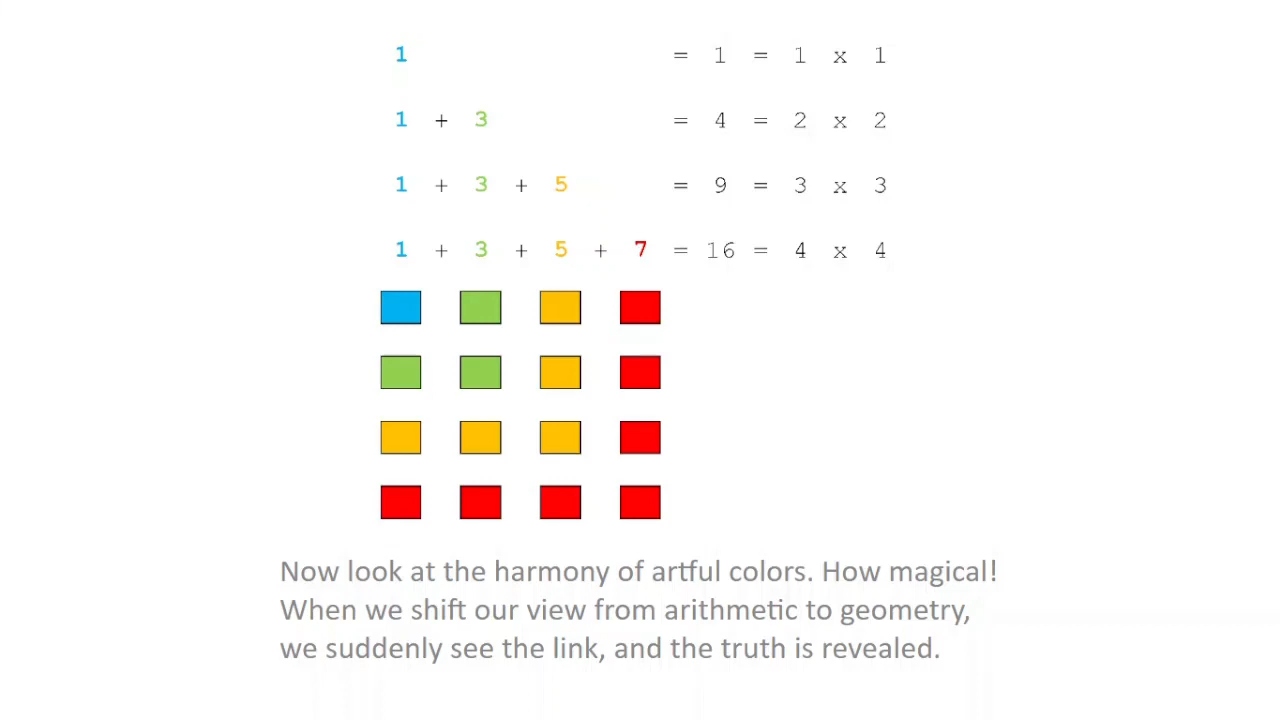 1 = 1 = 1 x 1
1 + 3 = 4 = 2 x 2
1 + 3 + 5 = 9 = 3 x 3
1 + 3 + 5 + 7 = 16 = 4 x 4
Now look at the harmony of artful colors. How magical!
When we shift our view from arithmetic to geometry,
we suddenly see the link, and the truth is revealed.